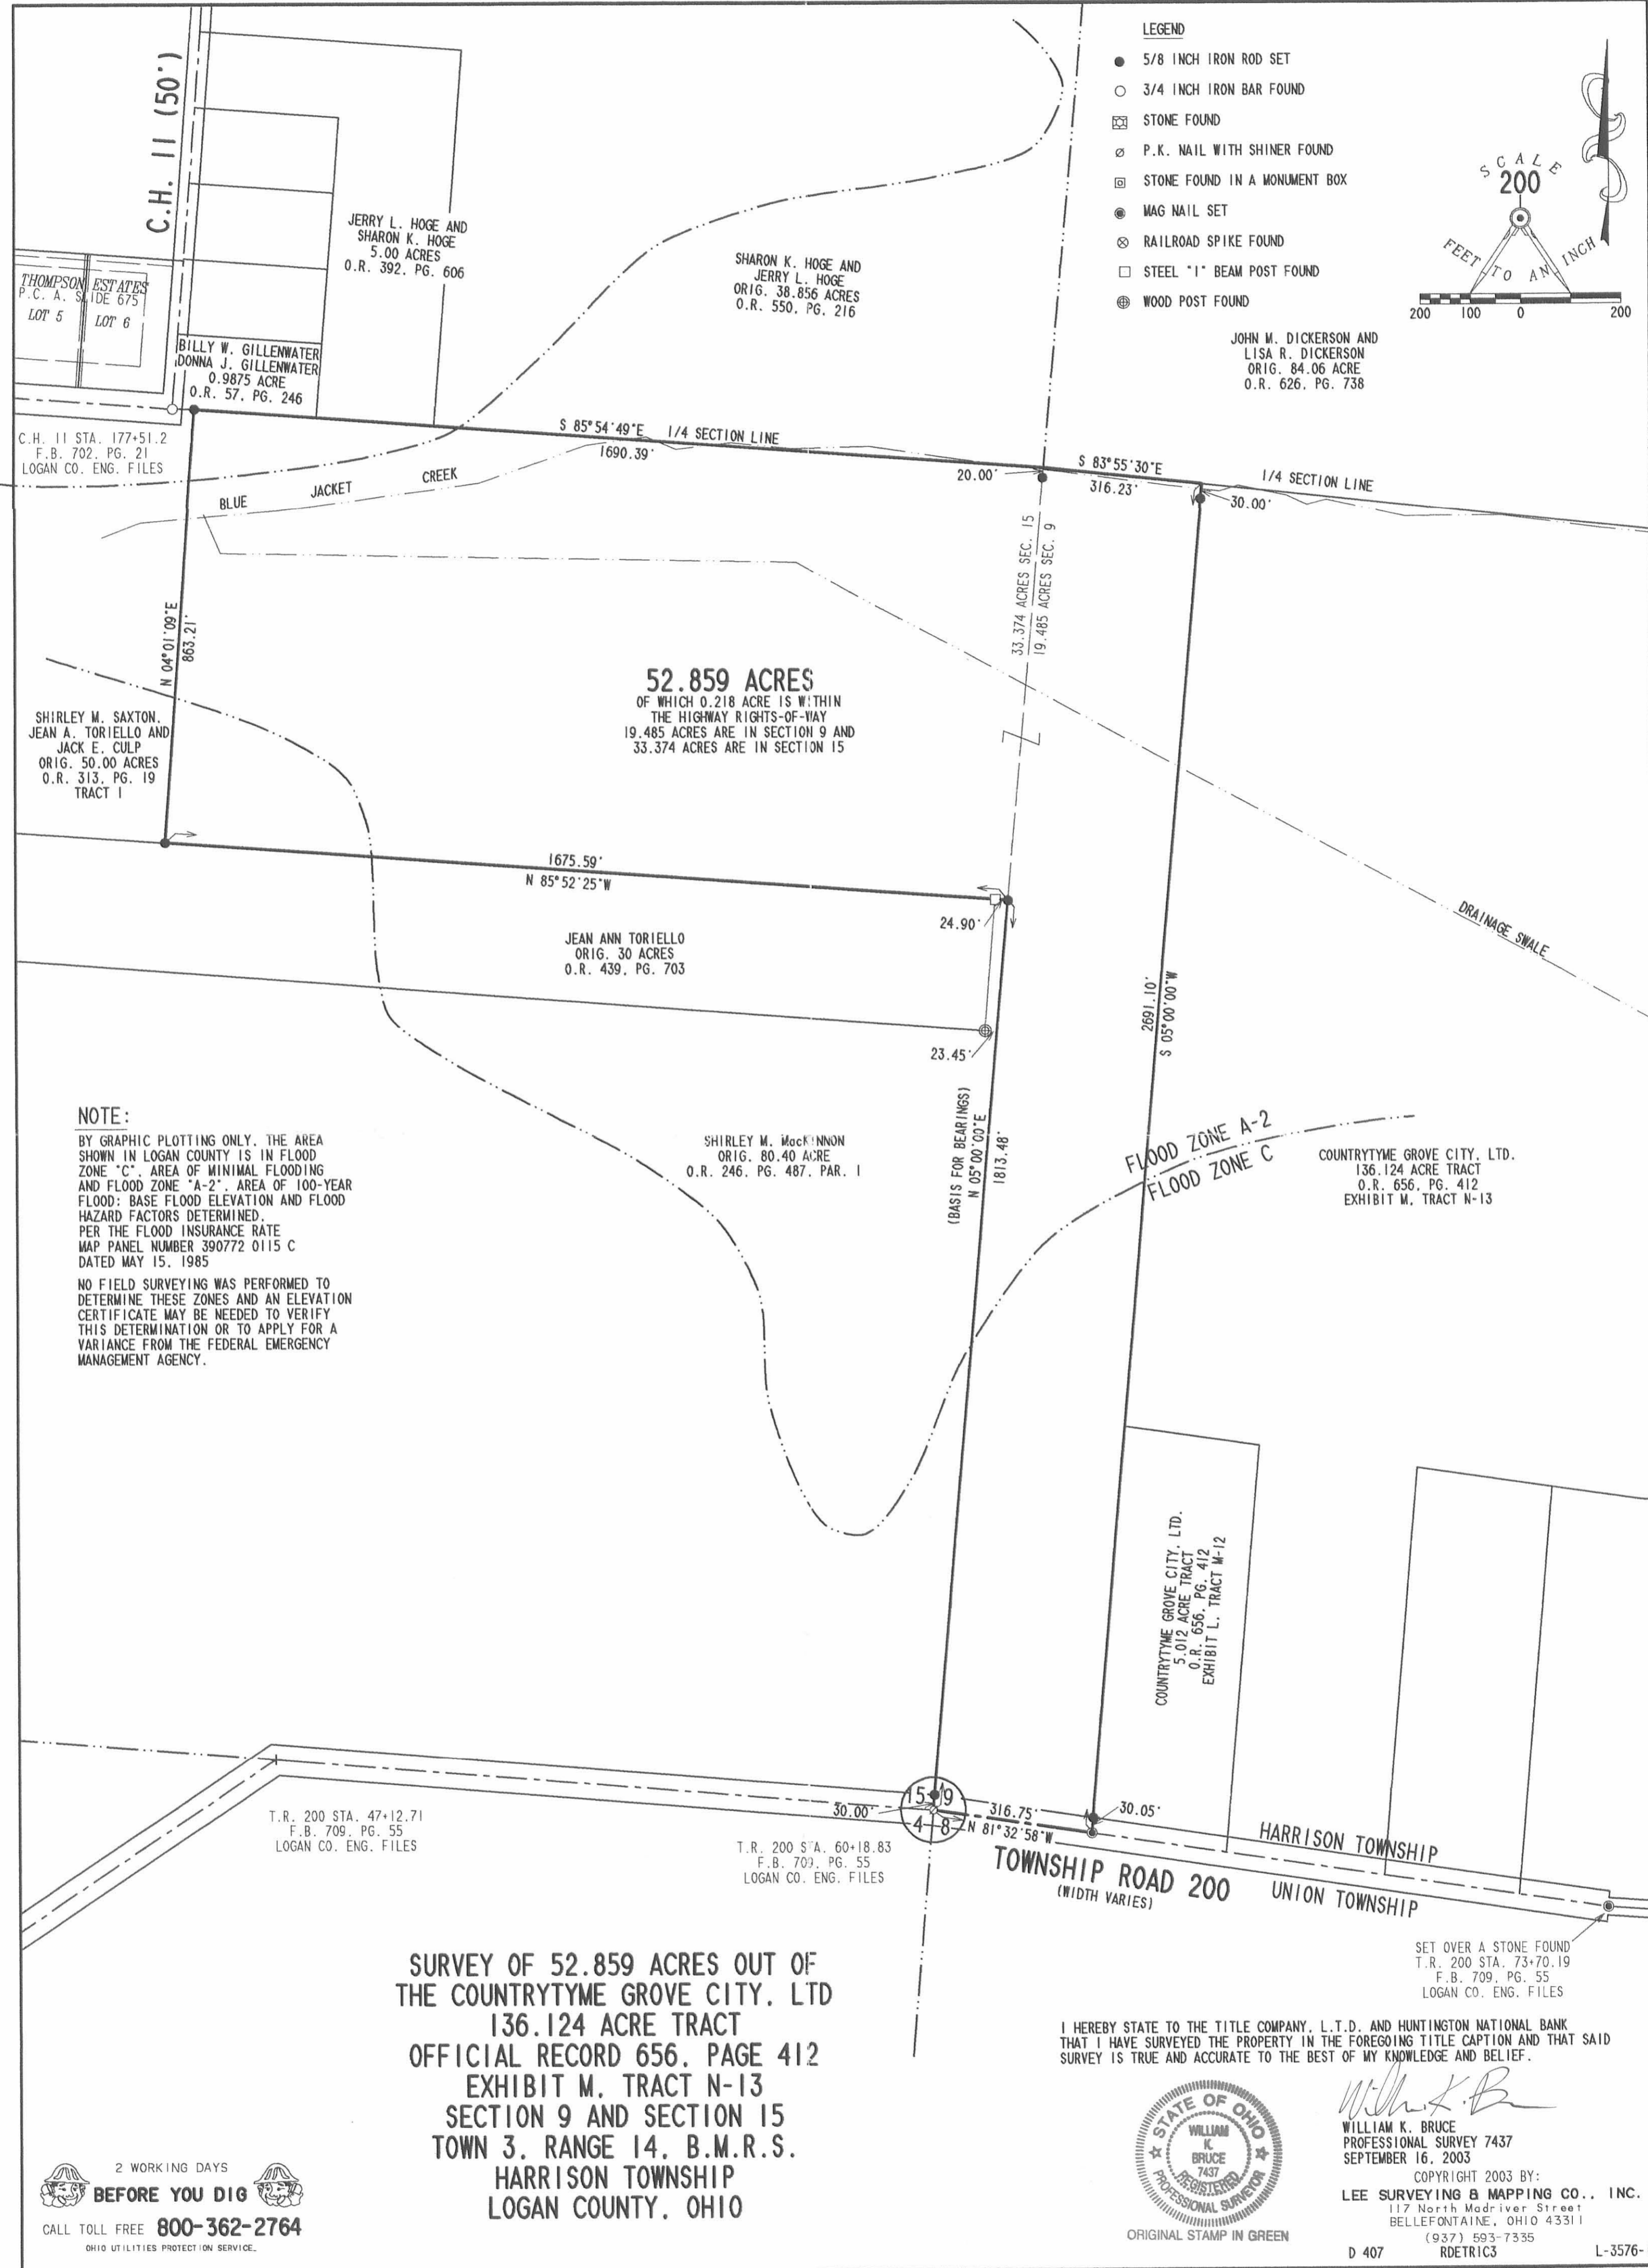 LEGEND
5/8 INCH IRON ROD SET
3/4 INCH IRON BAR FOUND
STONE FOUND
P.K. NAIL WITH SHINER FOUND
STONE FOUND IN A MONUMENT BOX
MAG NAIL SET
RAILROAD SPIKE FOUND
STEEL "I" BEAM POST FOUND
WOOD POST FOUND
SCALE
200
FEET TO AN INCH
200 100 0 200
C.H. 11 (50')
JERRY L. HOGE AND
SHARON K. HOGE
5.00 ACRES
O.R. 392, PG. 606
SHARON K. HOGE AND
JERRY L. HOGE
ORIG. 38.856 ACRES
O.R. 550, PG. 216
JOHN M. DICKERSON AND
LISA R. DICKERSON
ORIG. 84.06 ACRE
O.R. 626, PG. 738
THOMPSON ESTATES
P.C. A. SLIDE 675
LOT 5 LOT 6
BILLY W. GILLENWATER
DONNA J. GILLENWATER
0.9875 ACRE
O.R. 57, PG. 246
C.H. 11 STA. 177+51.2
F.B. 702, PG. 21
LOGAN CO. ENG. FILES
S 85°54'49"E 1/4 SECTION LINE
1690.39'
20.00'
S 83°55'30"E
316.23'
1/4 SECTION LINE
30.00'
BLUE JACKET CREEK
33.374 ACRES SEC. 15
19.485 ACRES SEC. 9
N 04°01'09"E
863.21'
52.859 ACRES
OF WHICH 0.218 ACRE IS WITHIN
THE HIGHWAY RIGHTS-OF-WAY
19.485 ACRES ARE IN SECTION 9 AND
33.374 ACRES ARE IN SECTION 15
SHIRLEY M. SAXTON,
JEAN A. TORIELLO AND
JACK E. CULP
ORIG. 50.00 ACRES
O.R. 313, PG. 19
TRACT 1
1675.59'
N 85°52'25"W
24.90'
DRAINAGE SWALE
JEAN ANN TORIELLO
ORIG. 30 ACRES
O.R. 439, PG. 703
23.45'
2691.10'
S 05°00'00"W
(BASIS FOR BEARINGS)
N 05°00'00"E
1813.48'
NOTE:
BY GRAPHIC PLOTTING ONLY, THE AREA
SHOWN IN LOGAN COUNTY IS IN FLOOD
ZONE "C", AREA OF MINIMAL FLOODING
AND FLOOD ZONE "A-2", AREA OF 100-YEAR
FLOOD: BASE FLOOD ELEVATION AND FLOOD
HAZARD FACTORS DETERMINED,
PER THE FLOOD INSURANCE RATE
MAP PANEL NUMBER 390772 0115 C
DATED MAY 15, 1985
NO FIELD SURVEYING WAS PERFORMED TO
DETERMINE THESE ZONES AND AN ELEVATION
CERTIFICATE MAY BE NEEDED TO VERIFY
THIS DETERMINATION OR TO APPLY FOR A
VARIANCE FROM THE FEDERAL EMERGENCY
MANAGEMENT AGENCY.
SHIRLEY M. MacKINNON
ORIG. 80.40 ACRE
O.R. 246, PG. 487, PAR. 1
FLOOD ZONE A-2
FLOOD ZONE C
COUNTRYTYME GROVE CITY, LTD.
136.124 ACRE TRACT
O.R. 656, PG. 412
EXHIBIT M, TRACT N-13
COUNTRYTYME GROVE CITY, LTD.
5.012 ACRE TRACT
O.R. 656, PG. 412
EXHIBIT L, TRACT M-12
T.R. 200 STA. 47+12.71
F.B. 709, PG. 55
LOGAN CO. ENG. FILES
30.00'
15 9
4 8
316.75'
N 81°32'58"W
30.05'
T.R. 200 STA. 60+18.83
F.B. 709, PG. 55
LOGAN CO. ENG. FILES
HARRISON TOWNSHIP
TOWNSHIP ROAD 200
(WIDTH VARIES)
UNION TOWNSHIP
SET OVER A STONE FOUND
T.R. 200 STA. 73+70.19
F.B. 709, PG. 55
LOGAN CO. ENG. FILES
SURVEY OF 52.859 ACRES OUT OF
THE COUNTRYTYME GROVE CITY, LTD
136.124 ACRE TRACT
OFFICIAL RECORD 656, PAGE 412
EXHIBIT M, TRACT N-13
SECTION 9 AND SECTION 15
TOWN 3, RANGE 14, B.M.R.S.
HARRISON TOWNSHIP
LOGAN COUNTY, OHIO
I HEREBY STATE TO THE TITLE COMPANY, L.T.D. AND HUNTINGTON NATIONAL BANK
THAT I HAVE SURVEYED THE PROPERTY IN THE FOREGOING TITLE CAPTION AND THAT SAID
SURVEY IS TRUE AND ACCURATE TO THE BEST OF MY KNOWLEDGE AND BELIEF.
STATE OF OHIO
WILLIAM
K.
BRUCE
7437
REGISTERED
PROFESSIONAL SURVEYOR
ORIGINAL STAMP IN GREEN
William K. Bruce
WILLIAM K. BRUCE
PROFESSIONAL SURVEY 7437
SEPTEMBER 16, 2003
COPYRIGHT 2003 BY:
LEE SURVEYING & MAPPING CO., INC.
117 North Madriver Street
BELLEFONTAINE, OHIO 43311
(937) 593-7335
D 407 RDETRIC3 L-3576-
2 WORKING DAYS
BEFORE YOU DIG
CALL TOLL FREE 800-362-2764
OHIO UTILITIES PROTECTION SERVICE.